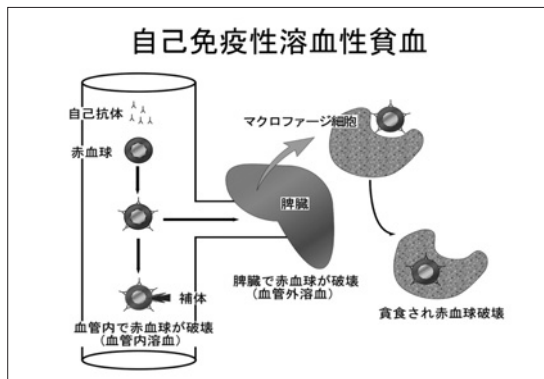 自己免疫性溶血性貧血
自己抗体
赤血球
補体
血管内で赤血球が破壊
(血管内溶血)
脾臓
脾臓で赤血球が破壊
(血管外溶血)
マクロファージ細胞
貪食され赤血球破壊